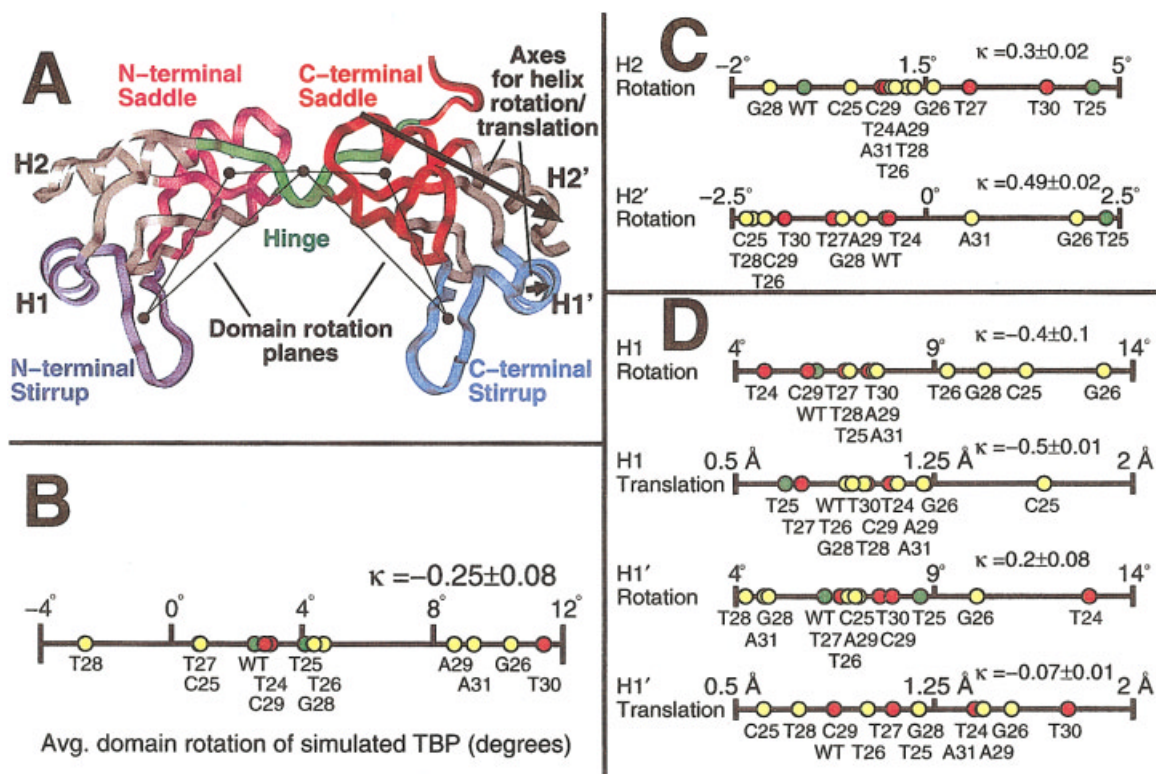 A
N-terminal
Saddle
C-terminal
Saddle
Axes
for helix
rotation/
translation
H2
H2′
Hinge
H1
H1′
Domain rotation
planes
N-terminal
Stirrup
C-terminal
Stirrup
B
κ =-0.25±0.08
-4° 0° 4° 8° 12°
T28 T27 WT T25 A29 G26
C25 T24 T26 A31 T30
C29 G28
Avg. domain rotation of simulated TBP (degrees)
C
κ=0.3±0.02
H2 -2° 1.5° 5°
Rotation
G28 WT C25 C29 G26 T27 T30 T25
T24 A29
A31 T28
T26
κ=0.49±0.02
H2′ -2.5° 0° 2.5°
Rotation
C25 T30 T27 A29 T24 A31 G26 T25
T28 C29 G28 WT
T26
D
κ=-0.4±0.1
H1 4° 9° 14°
Rotation
T24 C29 T27 T30 T26 G28 C25 G26
WT T28 A29
T25 A31
κ=-0.5±0.01
H1 0.5 Å 1.25 Å 2 Å
Translation
T25 WT T30 T24 G26 C25
T27 T26 C29 A29
G28 T28 A31
κ=0.2±0.08
H1′ 4° 9° 14°
Rotation
T28 G28 WT C25 T30 T25 G26 T24
A31 T27 A29 C29
T26
κ=-0.07±0.01
H1′ 0.5 Å 1.25 Å 2 Å
Translation
C25 T28 C29 T27 G28 T24 G26 T30
WT T26 T25 A31 A29